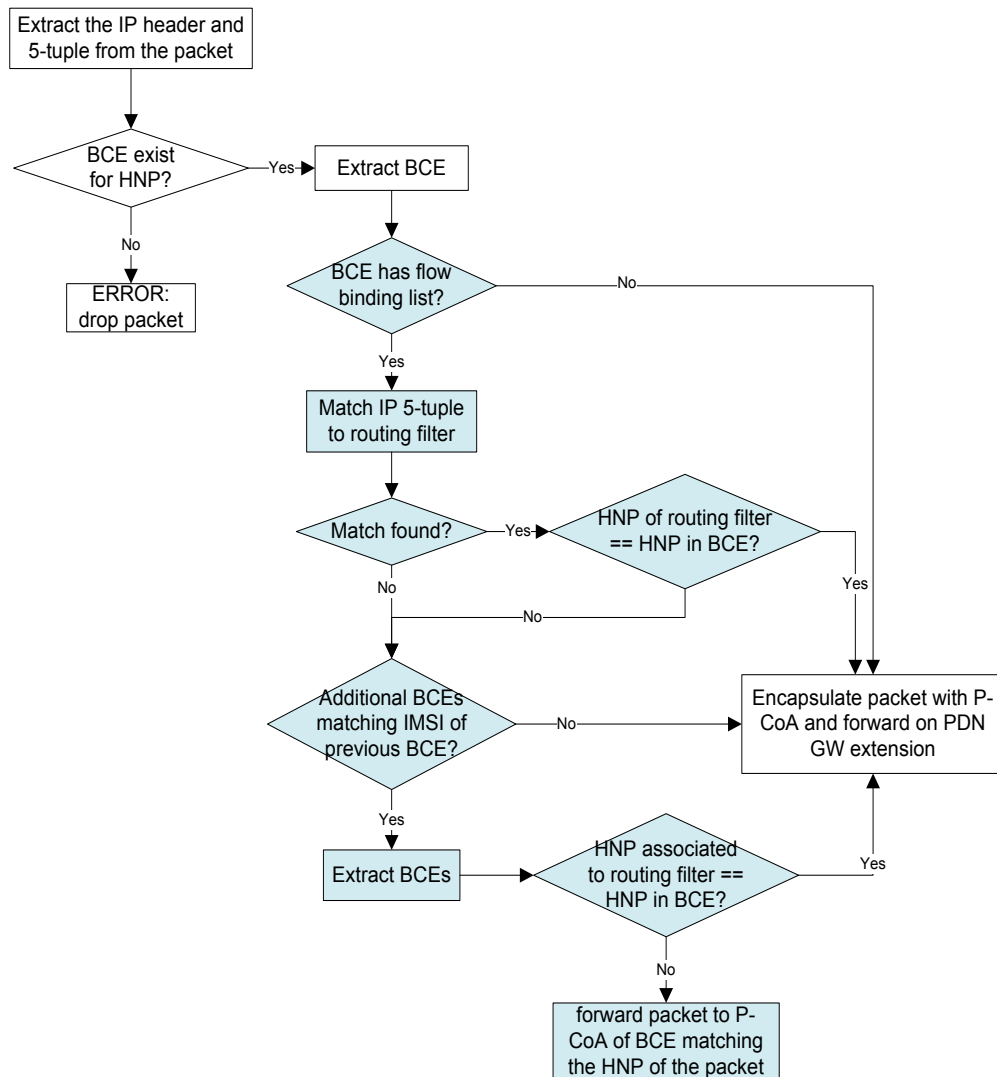 Extract the IP header and
5-tuple from the packet
BCE exist
for HNP?
Yes
Extract BCE
No
ERROR:
drop packet
BCE has flow
binding list?
No
Yes
Match IP 5-tuple
to routing filter
Match found?
Yes
HNP of routing filter
== HNP in BCE?
Yes
No
No
Additional BCEs
matching IMSI of
previous BCE?
No
Encapsulate packet with P-
CoA and forward on PDN
GW extension
Yes
Extract BCEs
HNP associated
to routing filter ==
HNP in BCE?
Yes
No
forward packet to P-
CoA of BCE matching
the HNP of the packet